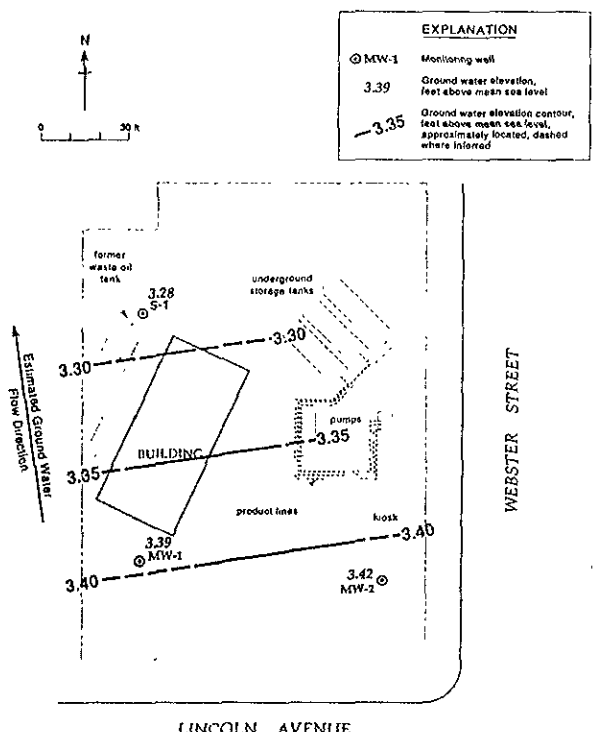 EXPLANATION
MW-1 Monitoring well
3.39 Ground water elevation,
feet above mean sea level
3.35 Ground water elevation contour,
feet above mean sea level,
approximately located, dashed
where inferred
N
0 30 ft
former
waste oil
tank
3.28
S-1
underground
storage tanks
3.30
3.30
Estimated Ground Water
Flow Direction
pumps
3.35
BUILDING
3.35
WEBSTER STREET
product lines
kiosk
3.39
MW-1
3.40
3.40
3.42
MW-2
LINCOLN AVENUE